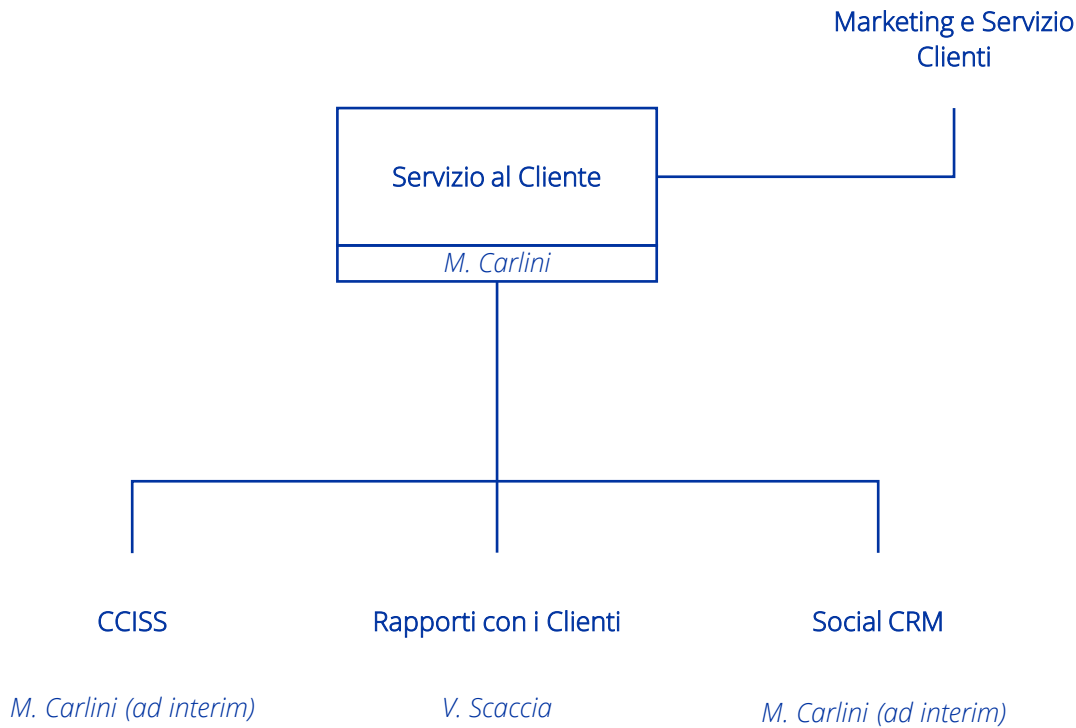 Marketing e Servizio
Clienti
Servizio al Cliente
M. Carlini
CCISS
Rapporti con i Clienti
Social CRM
M. Carlini (ad interim)
V. Scaccia
M. Carlini (ad interim)